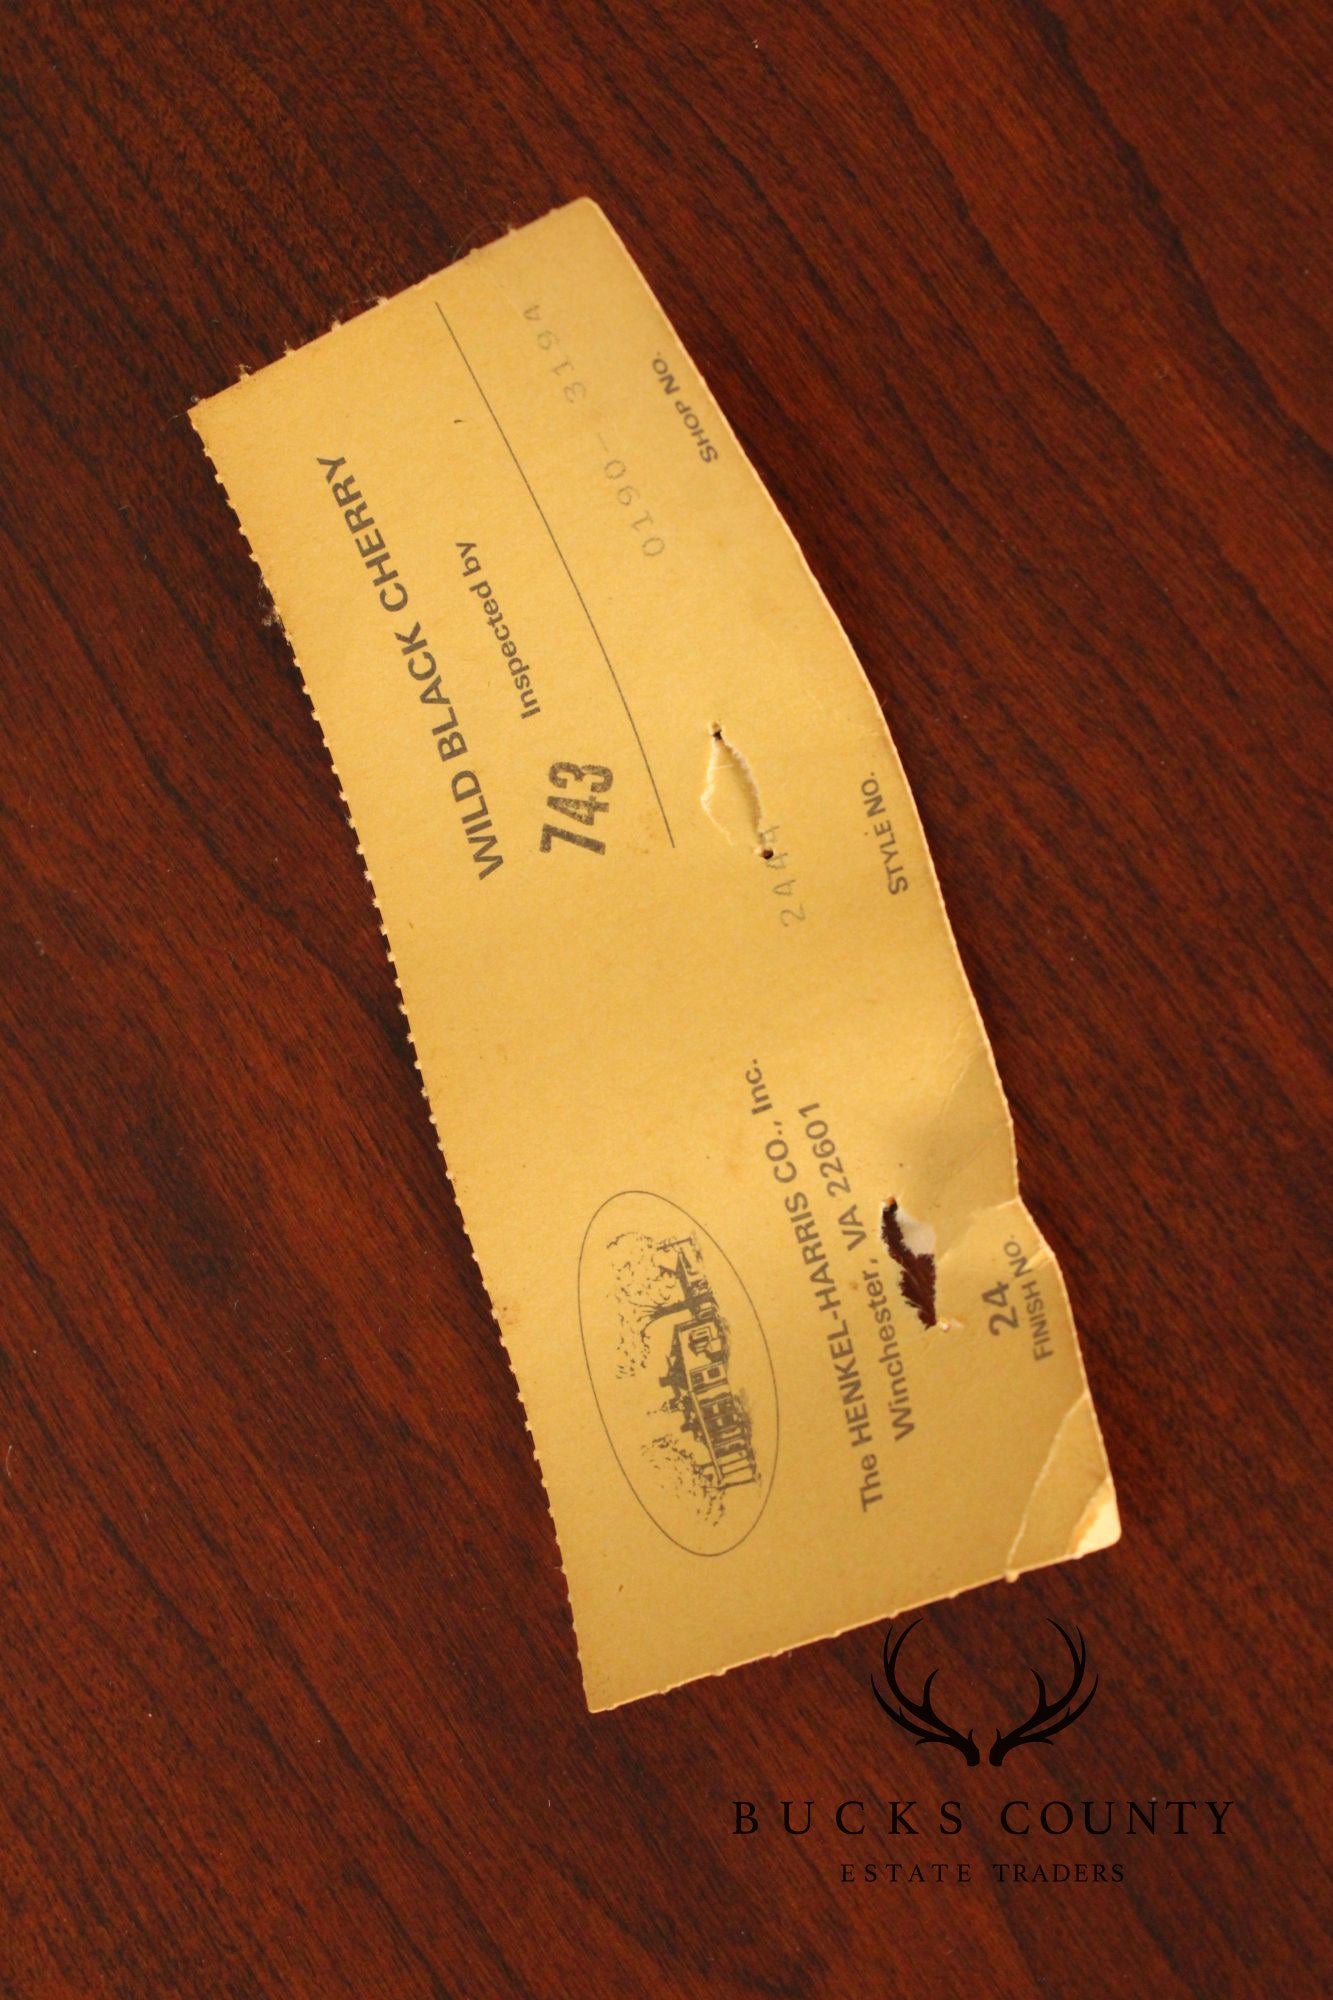 WILD BLACK CHERRY
743 Inspected by
The HENKEL-HARRIS CO., Inc.
Winchester, VA 22601
2444 0190- 3194
24
FINISH NO. STYLE NO. SHOP NO.
BUCKS COUNTY
ESTATE TRADERS